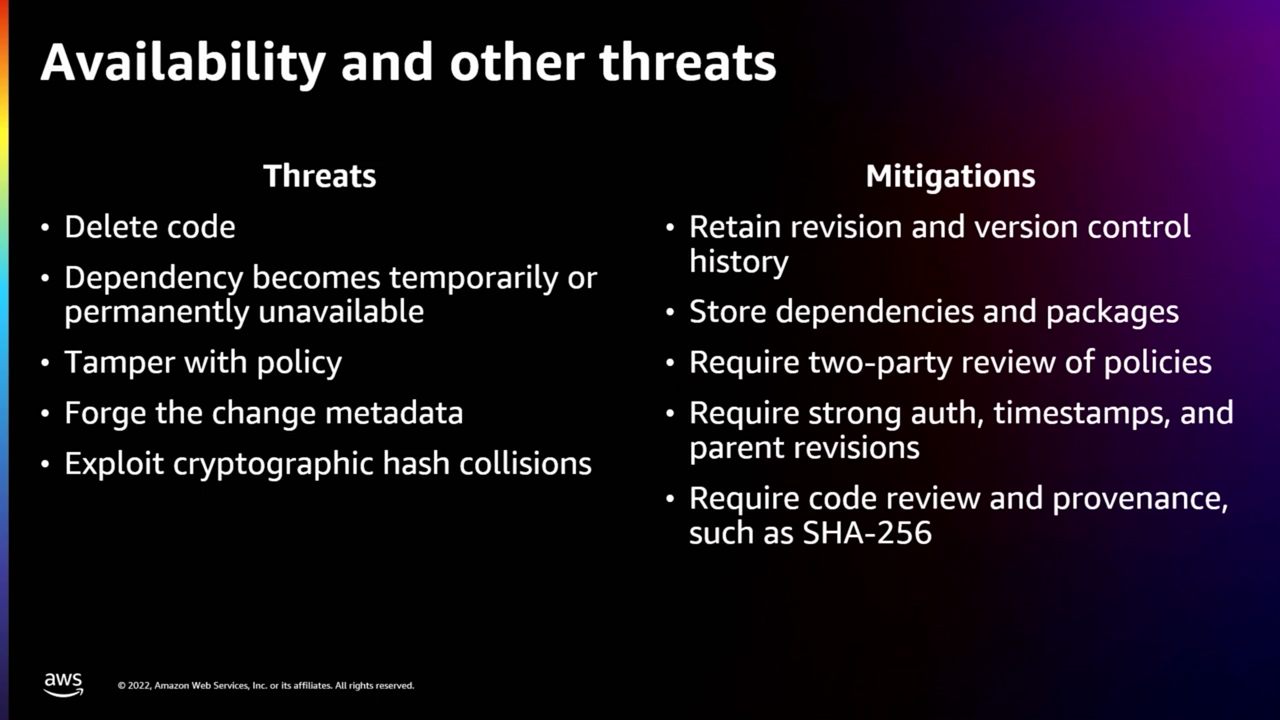 Availability and other threats
Threats
• Delete code
• Dependency becomes temporarily or
permanently unavailable
• Tamper with policy
• Forge the change metadata
• Exploit cryptographic hash collisions
Mitigations
• Retain revision and version control
history
• Store dependencies and packages
• Require two-party review of policies
• Require strong auth, timestamps, and
parent revisions
• Require code review and provenance,
such as SHA-256
aws
© 2022, Amazon Web Services, Inc. or its affiliates. All rights reserved.